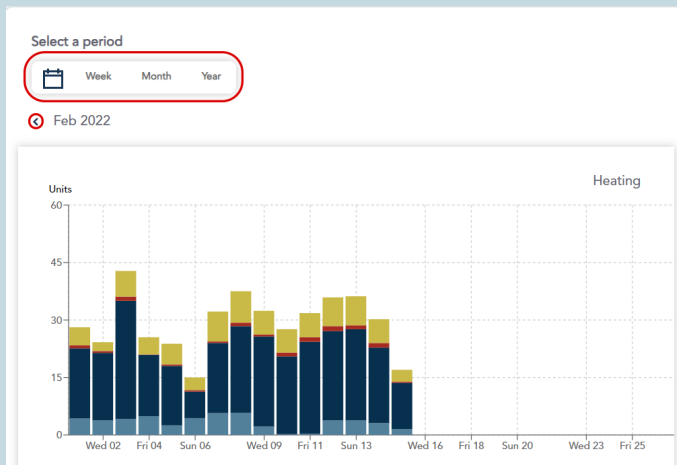 Select a period
Week Month Year
Feb 2022
Heating
Units
60
45
30
15
0
Wed 02 Fri 04 Sun 06 Wed 09 Fri 11 Sun 13 Wed 16 Fri 18 Sun 20 Wed 23 Fri 25